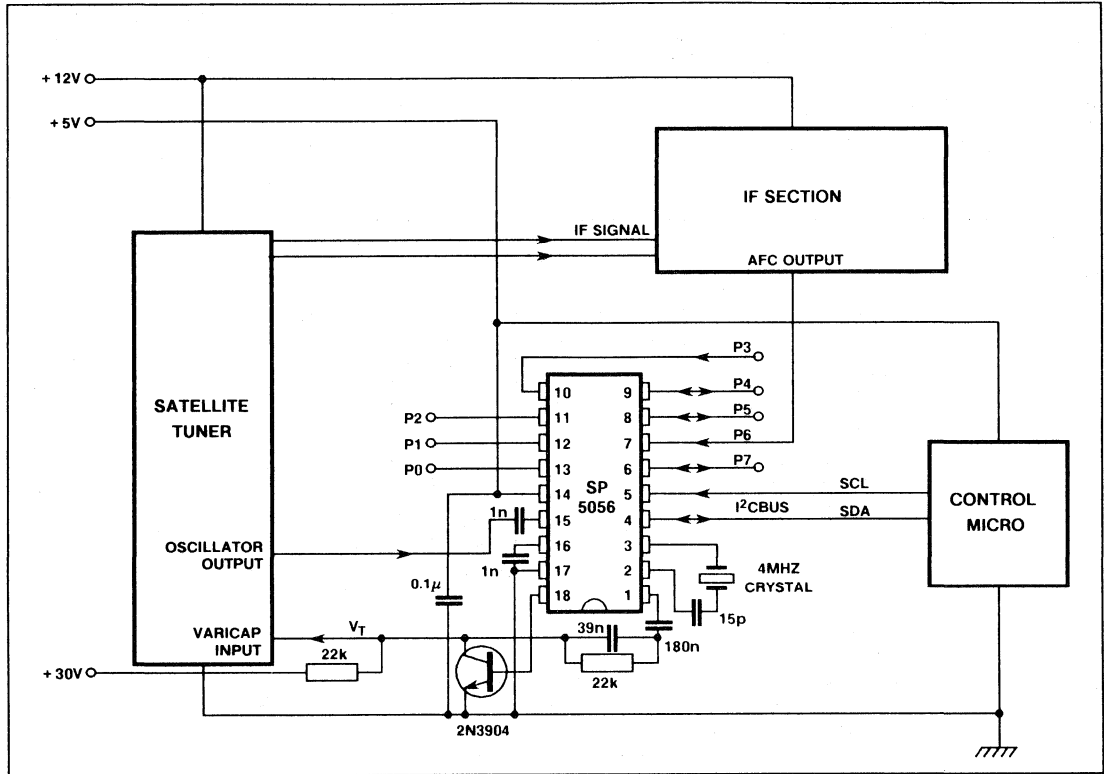 + 12V
+ 5V
IF SECTION
IF SIGNAL
AFC OUTPUT
SATELLITE
TUNER
P3
10
9
P4
P2
11
8
P5
P1
12
7
P6
P0
13
6
P7
SP
5056
14
5
SCL
CONTROL
MICRO
1n
15
4
I²CBUS
SDA
OSCILLATOR
OUTPUT
16
3
1n
17
2
4MHZ
CRYSTAL
0.1µ
18
1
15p
39n
180n
VARICAP
INPUT
VT
22k
22k
+ 30V
2N3904